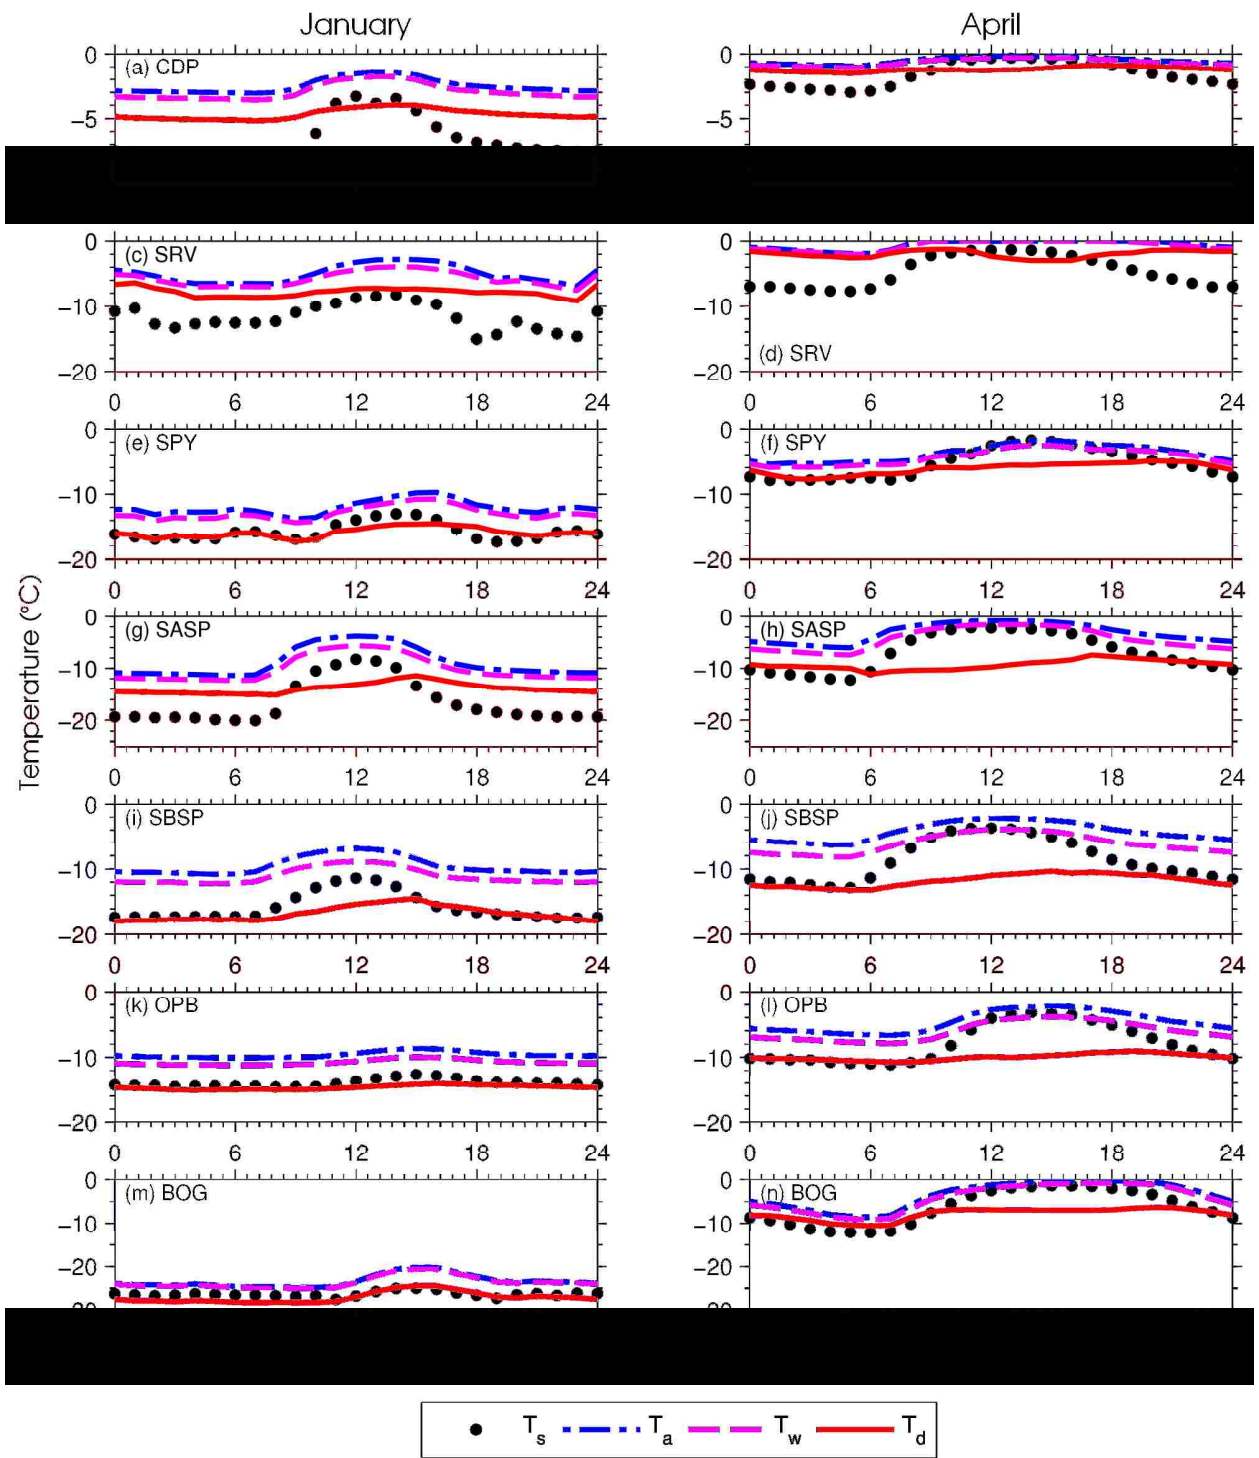 January April
0 (a) CDP 0 (b) CDP
−5 −5
0 (c) SRV 0
−10 −10
−20 −20 (d) SRV
0 6 12 18 24 0 6 12 18 24
0 (e) SPY 0 (f) SPY
−10 −10
−20 −20
0 6 12 18 24 0 6 12 18 24
Temperature (°C)
0 (g) SASP 0 (h) SASP
−10 −10
−20 −20
0 6 12 18 24 0 6 12 18 24
0 (i) SBSP 0 (j) SBSP
−10 −10
−20 −20
0 6 12 18 24 0 6 12 18 24
0 (k) OPB 0 (l) OPB
−10 −10
−20 −20
0 6 12 18 24 0 6 12 18 24
0 (m) BOG 0 (n) BOG
−10 −10
−20 −20
Ts Ta Tw Td